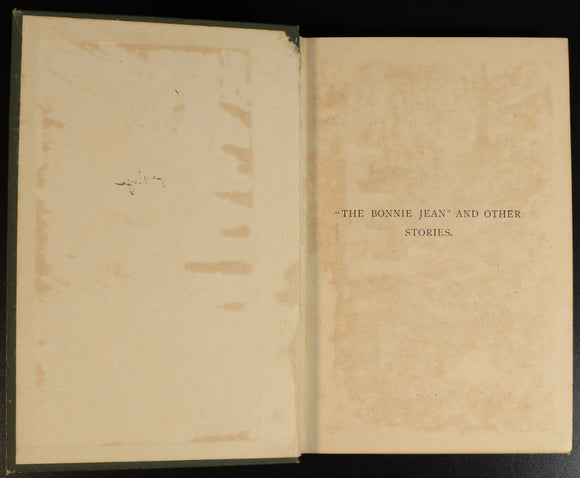 "THE BONNIE JEAN" AND OTHER
STORIES.